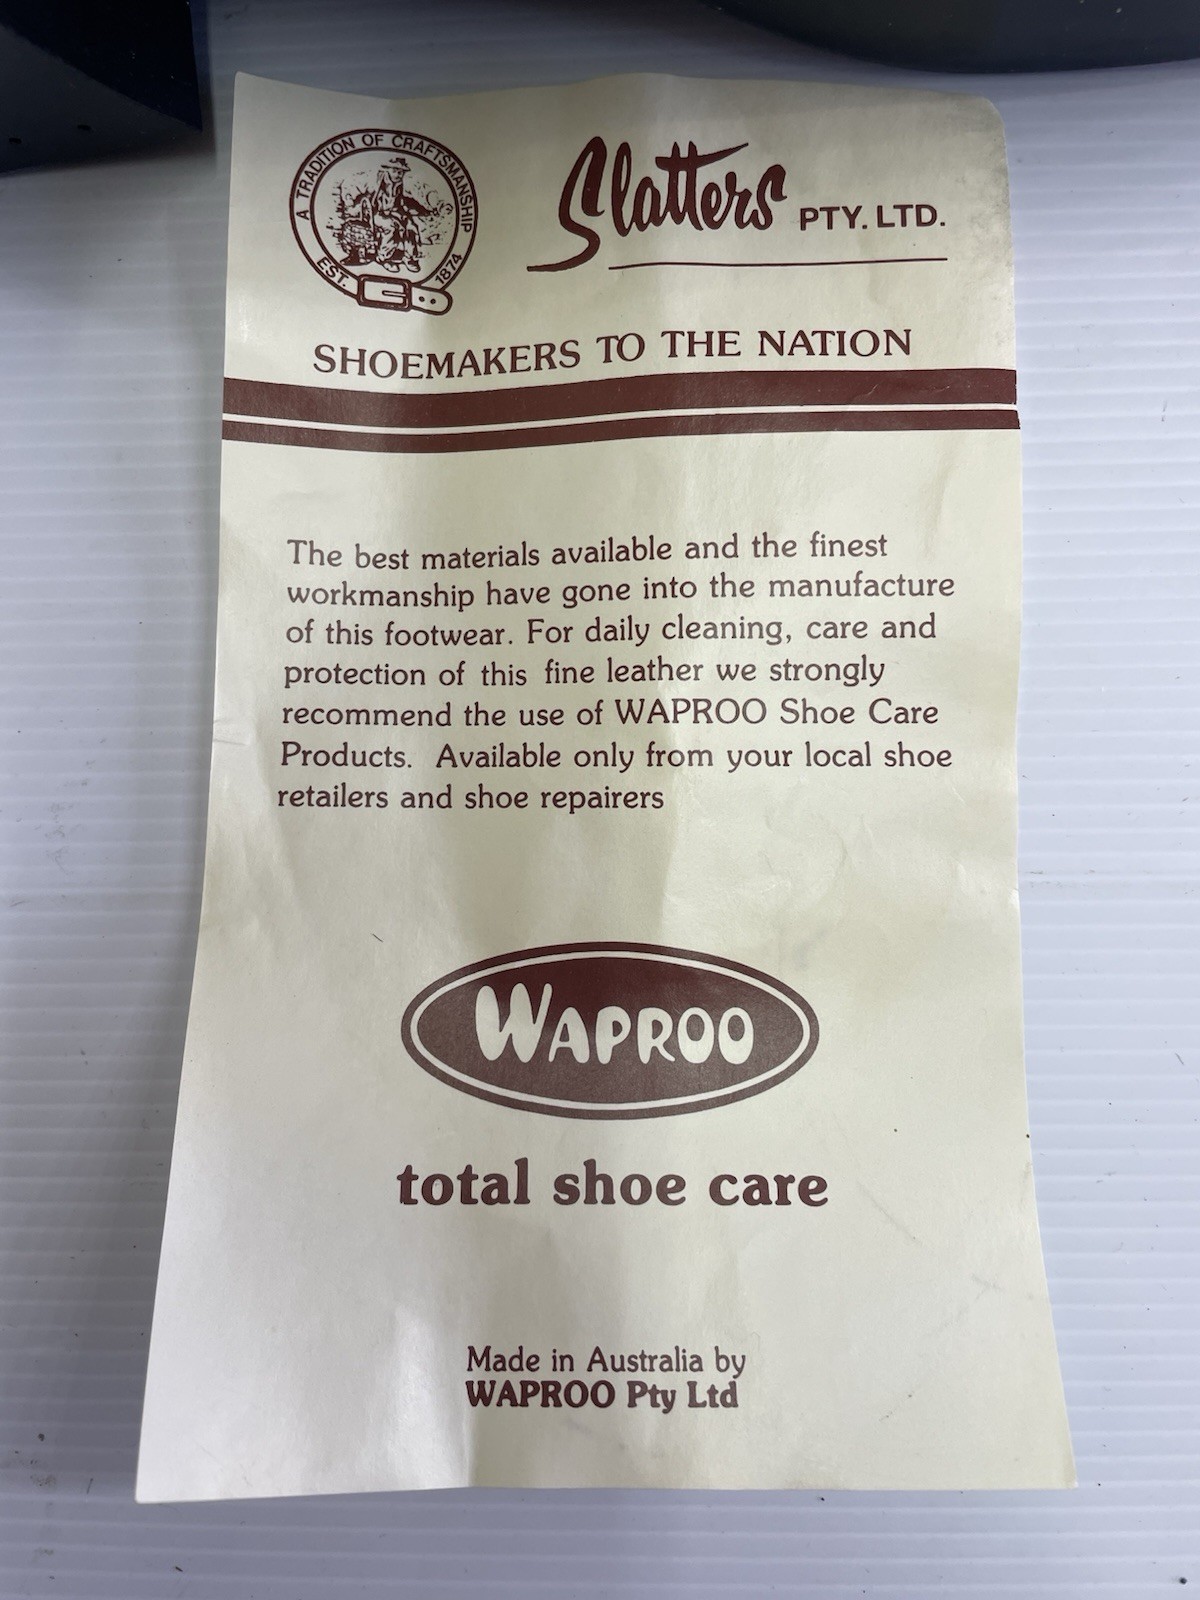 A TRADITION OF CRAFTSMANSHIP
EST. 1874
Slatters PTY. LTD.
SHOEMAKERS TO THE NATION
The best materials available and the finest
workmanship have gone into the manufacture
of this footwear. For daily cleaning, care and
protection of this fine leather we strongly
recommend the use of WAPROO Shoe Care
Products. Available only from your local shoe
retailers and shoe repairers
WAPROO
total shoe care
Made in Australia by
WAPROO Pty Ltd